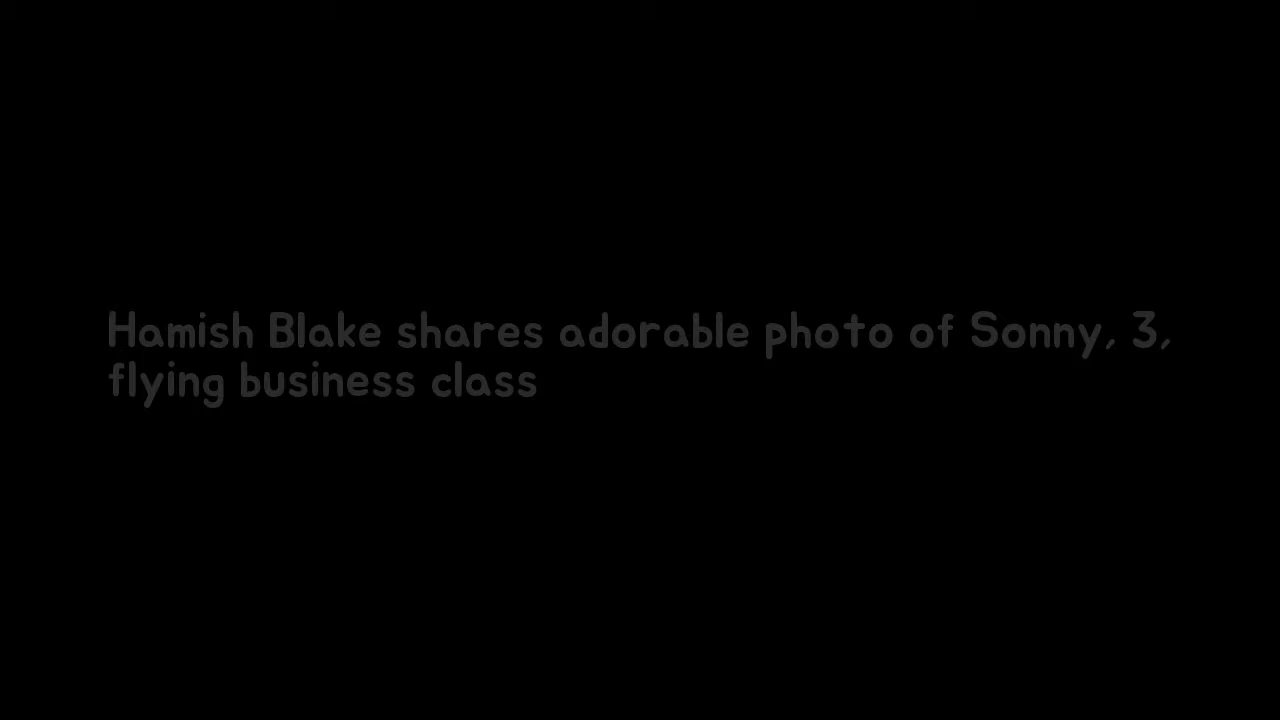 Hamish Blake shares adorable photo of Sonny, 3,
flying business class